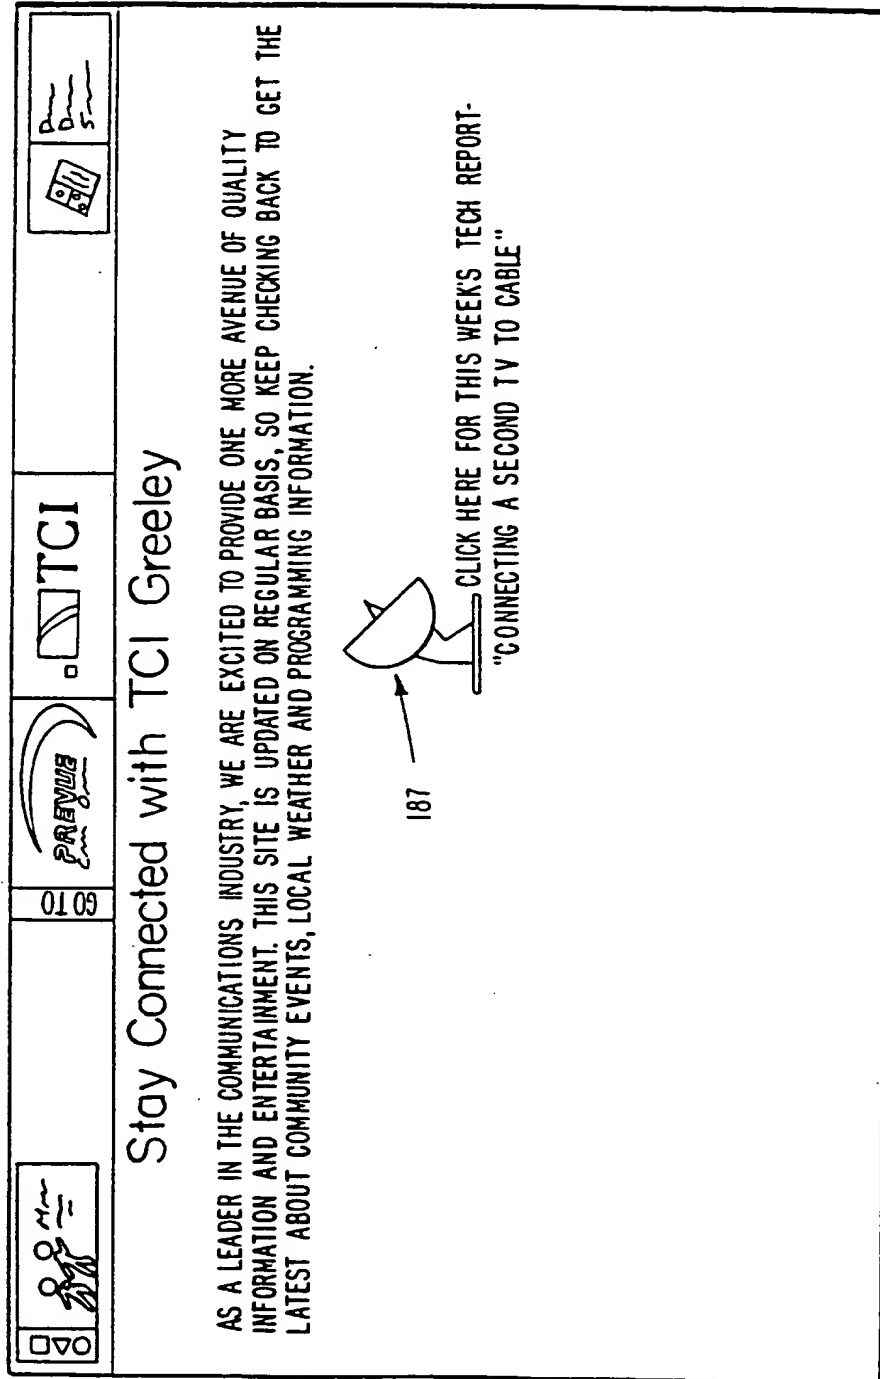 GO TO
PREVUE
TCI
Stay Connected with TCI Greeley
AS A LEADER IN THE COMMUNICATIONS INDUSTRY, WE ARE EXCITED TO PROVIDE ONE MORE AVENUE OF QUALITY
INFORMATION AND ENTERTAINMENT. THIS SITE IS UPDATED ON REGULAR BASIS, SO KEEP CHECKING BACK TO GET THE
LATEST ABOUT COMMUNITY EVENTS, LOCAL WEATHER AND PROGRAMMING INFORMATION.
187
CLICK HERE FOR THIS WEEK'S TECH REPORT-
"CONNECTING A SECOND TV TO CABLE"